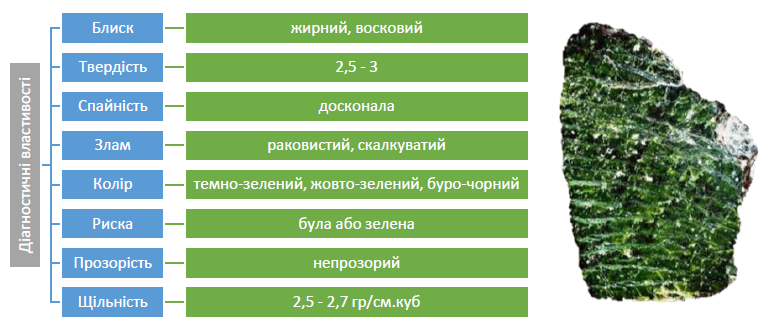 Діагностичні властивості
Блиск
жирний, восковий
Твердість
2,5 - 3
Спайність
досконала
Злам
раковистий, скалкуватий
Колір
темно-зелений, жовто-зелений, буро-чорний
Риска
була або зелена
Прозорість
непрозорий
Щільність
2,5 - 2,7 гр/см.куб